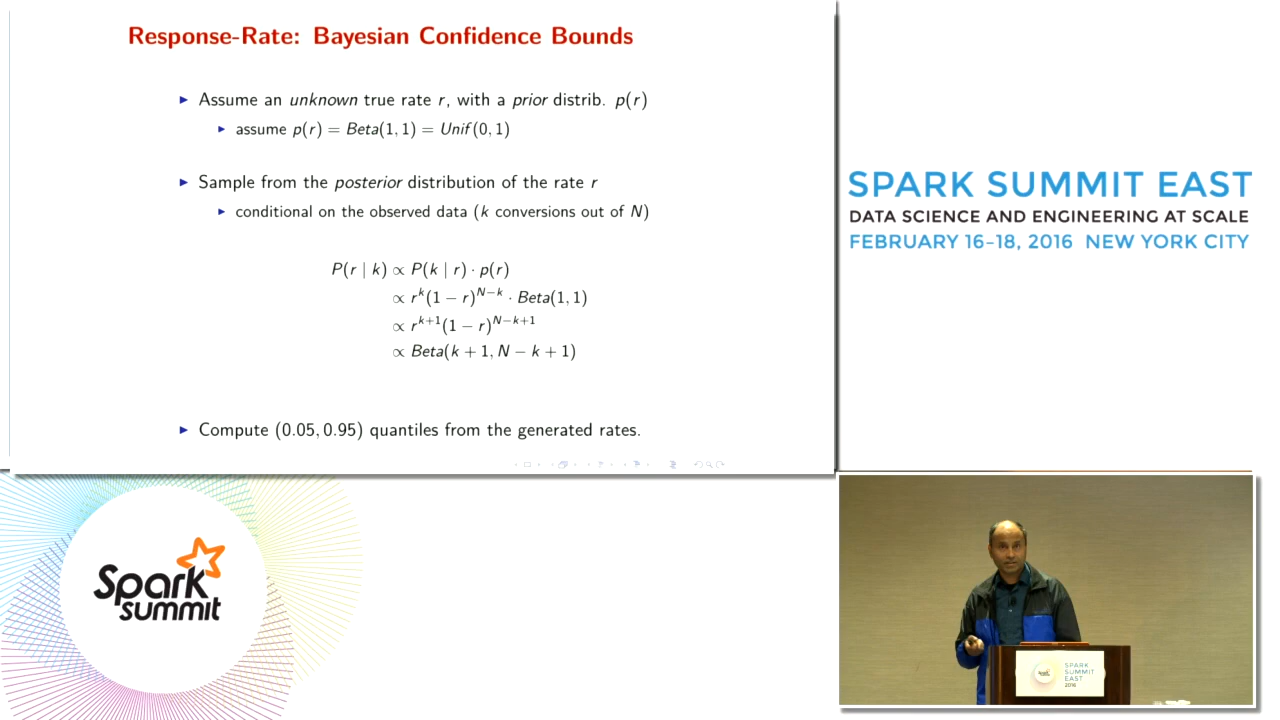 Response-Rate: Bayesian Confidence Bounds
▶ Assume an unknown true rate r, with a prior distrib. p(r)
▶ assume p(r) = Beta(1, 1) = Unif(0, 1)
▶ Sample from the posterior distribution of the rate r
▶ conditional on the observed data (k conversions out of N)
P(r | k) ∝ P(k | r) · p(r)
∝ r^k(1 − r)^{N−k} · Beta(1, 1)
∝ r^{k+1}(1 − r)^{N−k+1}
∝ Beta(k + 1, N − k + 1)
▶ Compute (0.05, 0.95) quantiles from the generated rates.
SPARK SUMMIT EAST
DATA SCIENCE AND ENGINEERING AT SCALE
FEBRUARY 16–18, 2016 NEW YORK CITY
Spark
summit
SPARK
SUMMIT
EAST
2016